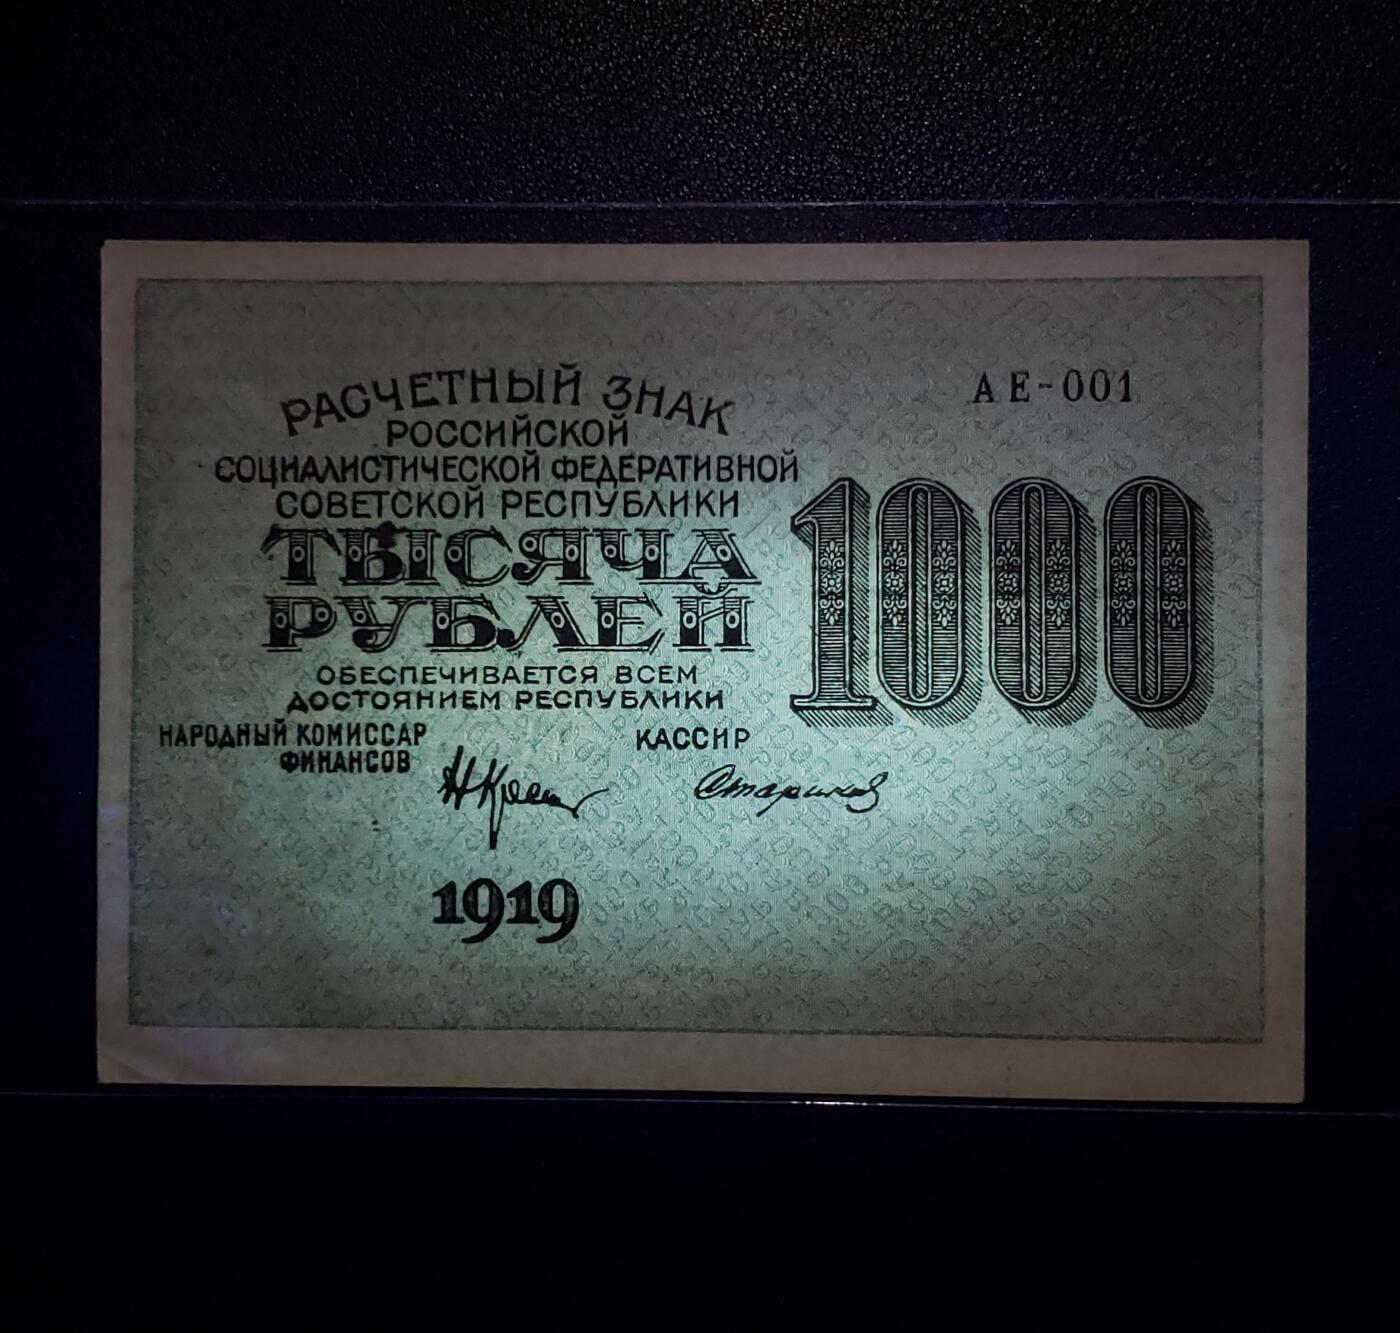 РАСЧЕТНЫЙ ЗНАК
РОССИЙСКОЙ
СОЦИАЛИСТИЧЕСКОЙ ФЕДЕРАТИВНОЙ
СОВЕТСКОЙ РЕСПУБЛИКИ
ТЫСЯЧА
РУБЛЕЙ
ОБЕСПЕЧИВАЕТСЯ ВСЕМ
ДОСТОЯНИЕМ РЕСПУБЛИКИ
НАРОДНЫЙ КОМИССАР
ФИНАНСОВ
КАССИР
Стариков
1919
АЕ-001
1000